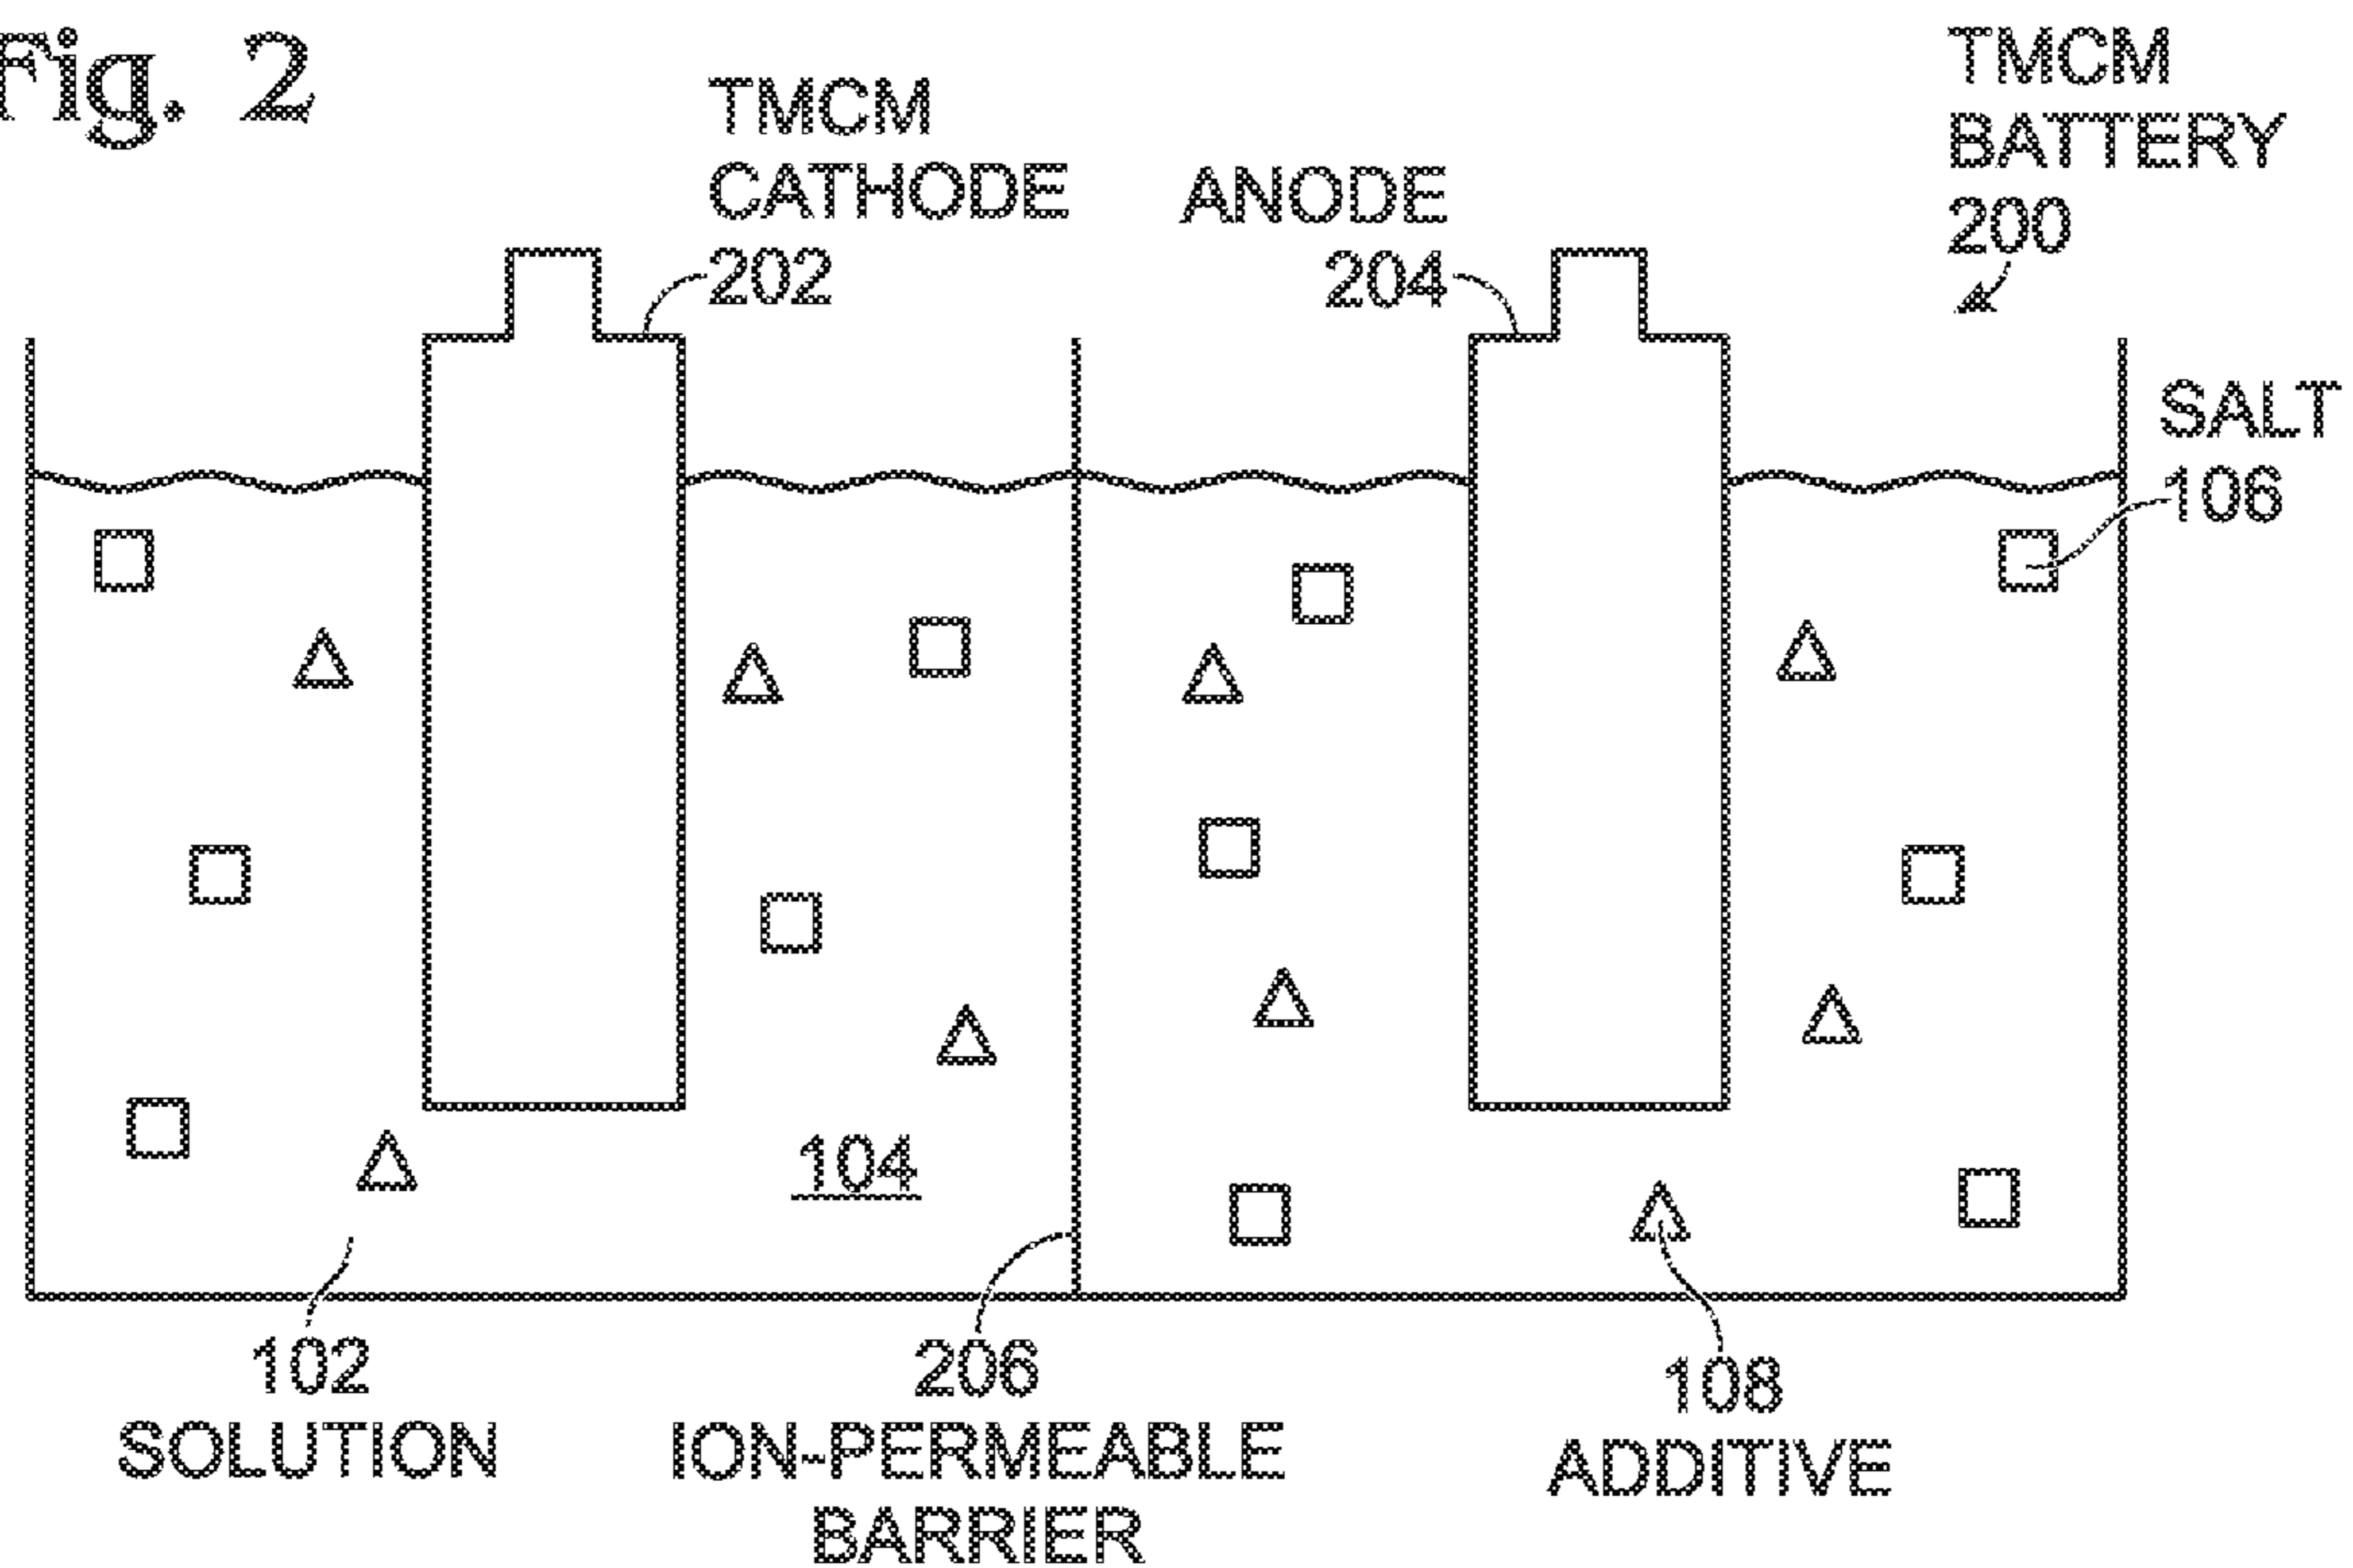 Fig. 2
TMCM
CATHODE
202
ANODE
204
TMCM
BATTERY
200
SALT
106
104
102
SOLUTION
206
ION-PERMEABLE
BARRIER
108
ADDITIVE